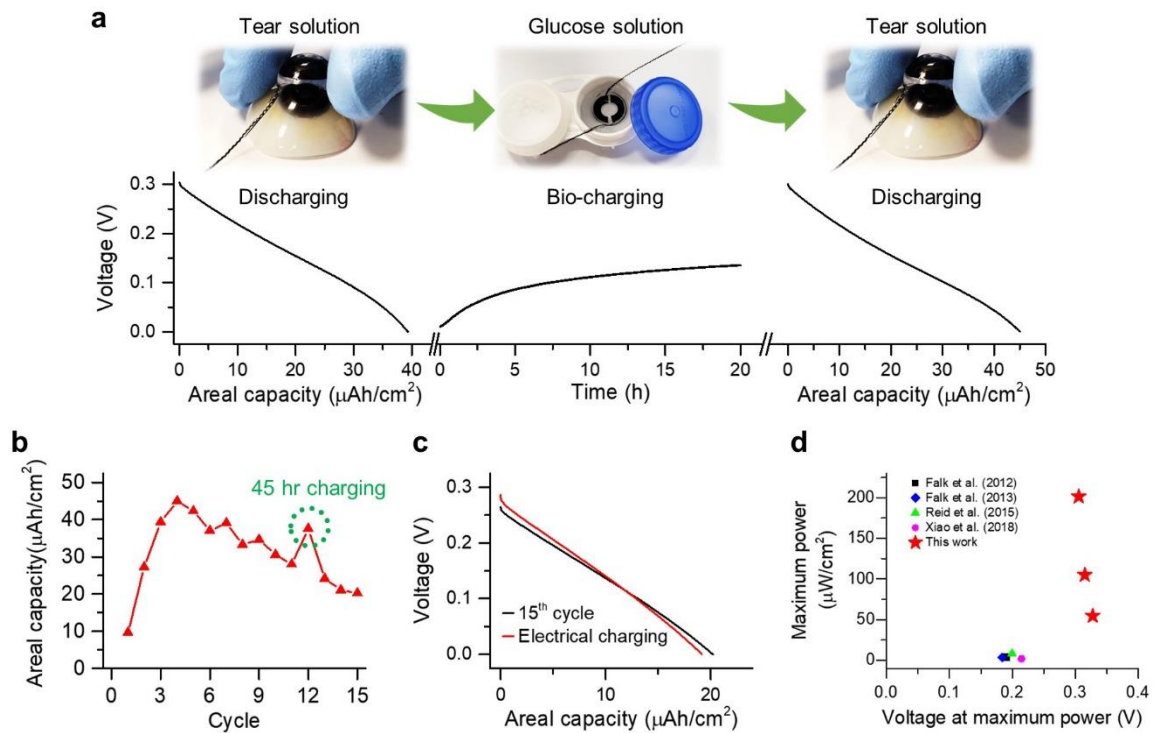 a
Tear solution
Glucose solution
Tear solution
Discharging
Bio-charging
Discharging
Voltage (V)
0.3
0.2
0.1
0.0
0 10 20 30 40
Areal capacity (μAh/cm²)
0 5 10 15 20
Time (h)
0 10 20 30 40 50
Areal capacity (μAh/cm²)
b
Areal capacity(μAh/cm²)
50
40
30
20
10
0
45 hr charging
0 3 6 9 12 15
Cycle
c
Voltage (V)
0.3
0.2
0.1
0.0
15th cycle
Electrical charging
0 10 20
Areal capacity (μAh/cm²)
d
Maximum power
(μW/cm²)
200
150
100
50
0
Falk et al. (2012)
Falk et al. (2013)
Reid et al. (2015)
Xiao et al. (2018)
This work
0.0 0.1 0.2 0.3 0.4
Voltage at maximum power (V)